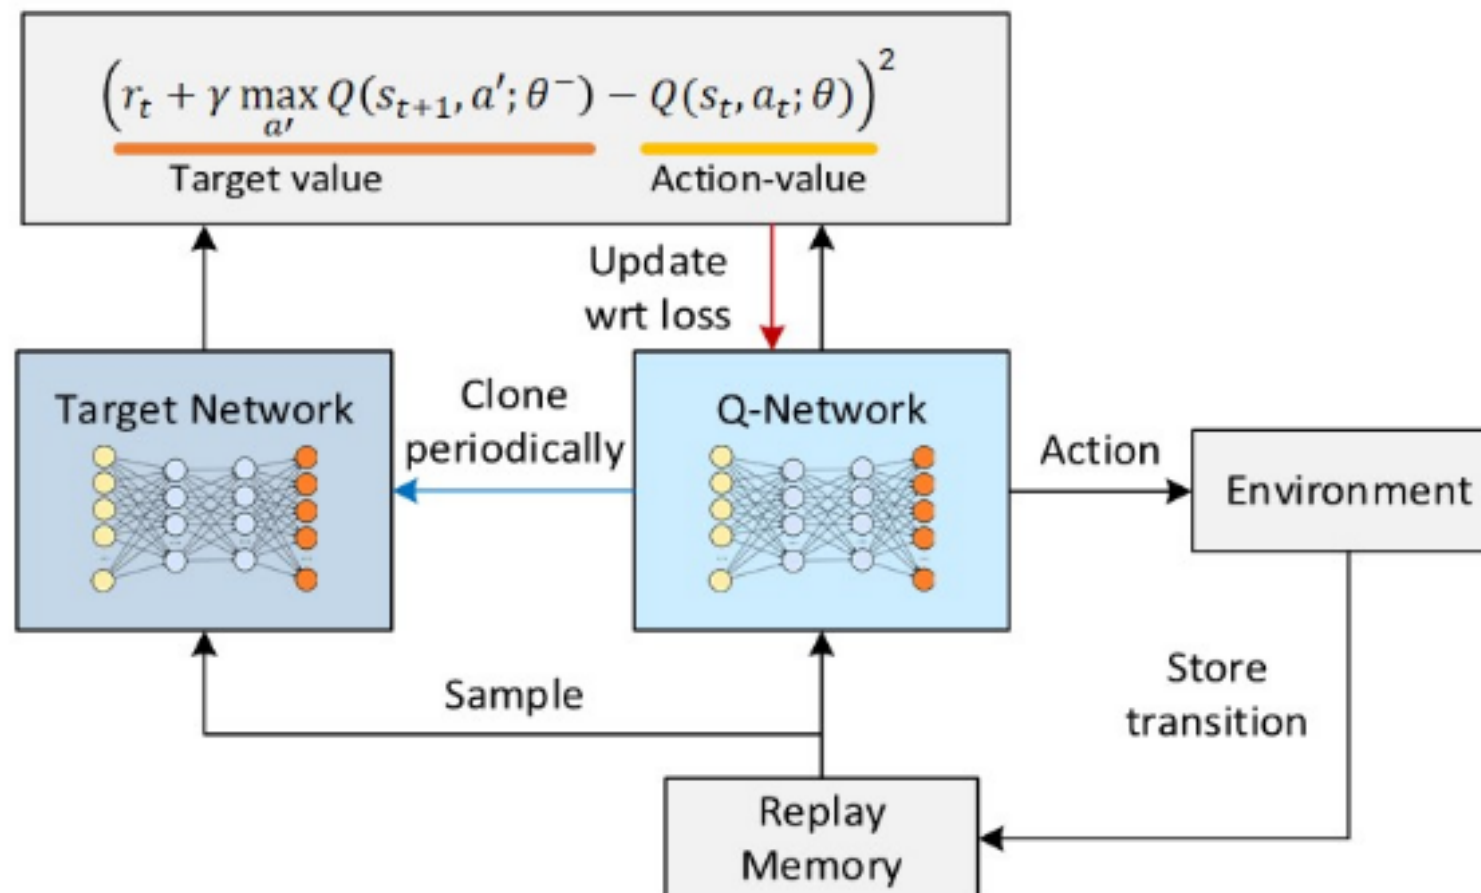 (r_t + γ max_{a′} Q(s_{t+1}, a′; θ⁻) − Q(s_t, a_t; θ))²
Target value
Action-value
Update
wrt loss
Target Network
Clone
periodically
Q-Network
Action
Environment
Sample
Store
transition
Replay
Memory